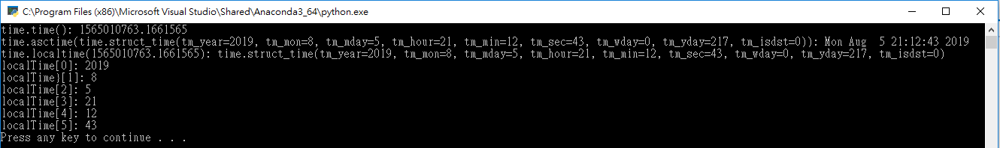 C:\Program Files (x86)\Microsoft Visual Studio\Shared\Anaconda3_64\python.exe
time.time(): 1565010763.1661565
time.asctime(time.struct_time(tm_year=2019, tm_mon=8, tm_mday=5, tm_hour=21, tm_min=12, tm_sec=43, tm_wday=0, tm_yday=217, tm_isdst=0)): Mon Aug  5 21:12:43 2019
time.localtime(1565010763.1661565): time.struct_time(tm_year=2019, tm_mon=8, tm_mday=5, tm_hour=21, tm_min=12, tm_sec=43, tm_wday=0, tm_yday=217, tm_isdst=0)
localTime[0]: 2019
localTime}[1]: 8
localTime[2]: 5
localTime[3]: 21
localTime[4]: 12
localTime[5]: 43
Press any key to continue . . .